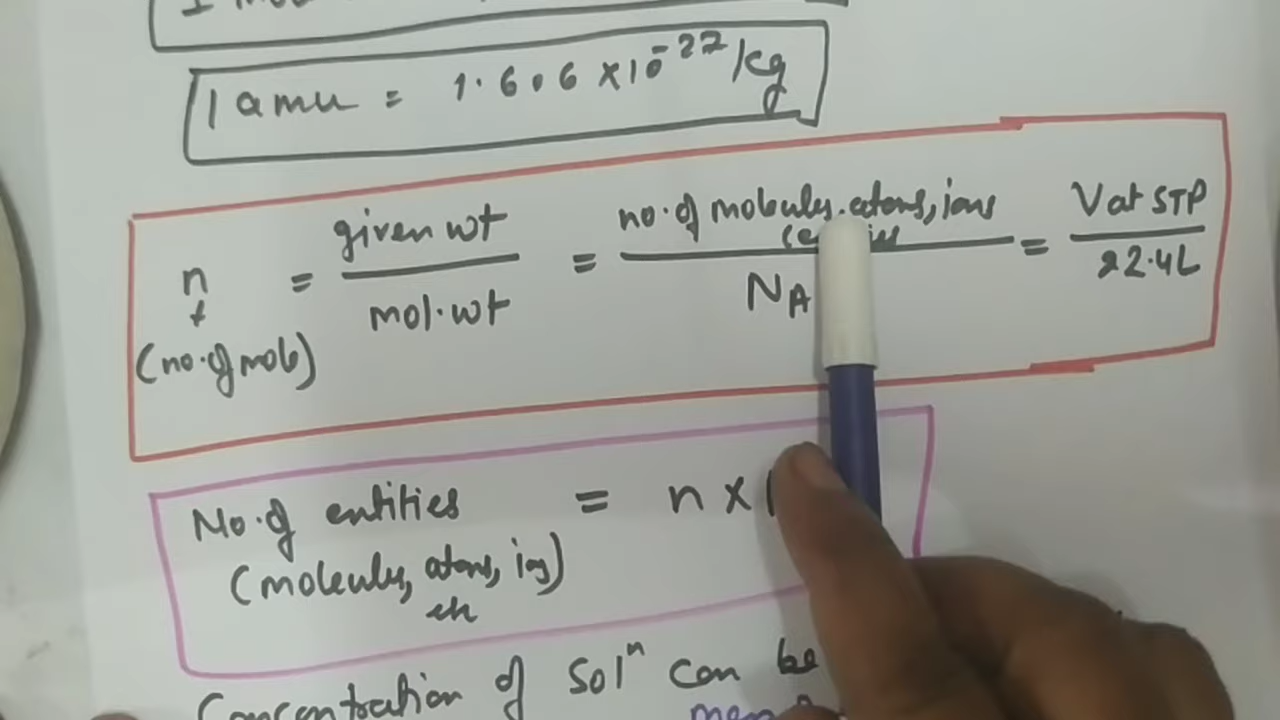 1 amu = 1.606 × 10⁻²⁷ kg
n = given wt / mol. wt = no. of molecules, atoms, ions / NA = V at STP / 22.4L
(no. of mole)
No. of entities = n ×
(molecules, atoms, ions)
etc
Concentration of Solⁿ can be